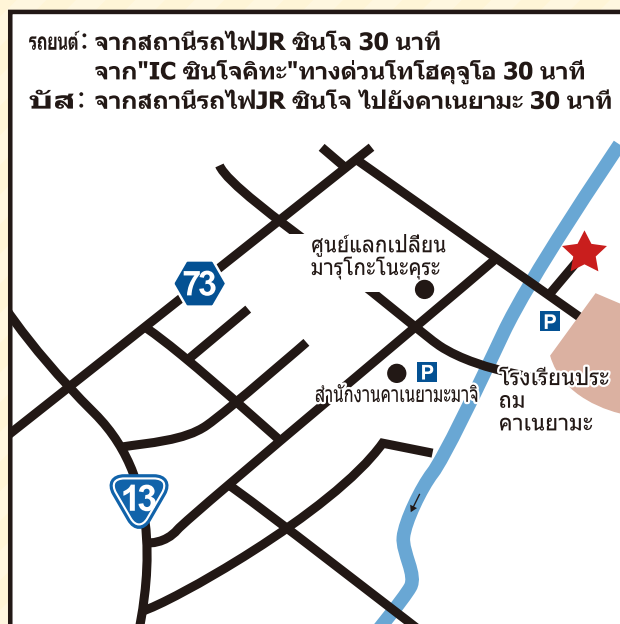 รถยนต์: จากสถานีรถไฟJR ซินโจ 30 นาที
จาก"IC ซินโจคิทะ"ทางด่วนโทโฮคุจูโอ 30 นาที
บัส: จากสถานีรถไฟJR ซินโจ ไปยังคาเนยามะ 30 นาที
ศูนย์แลกเปลี่ยน
มารุโกะโนะคุระ
73
P
P
โรงเรียนประ
ถม
คาเนยามะ
สำนักงานคาเนยามะมาจิ
13